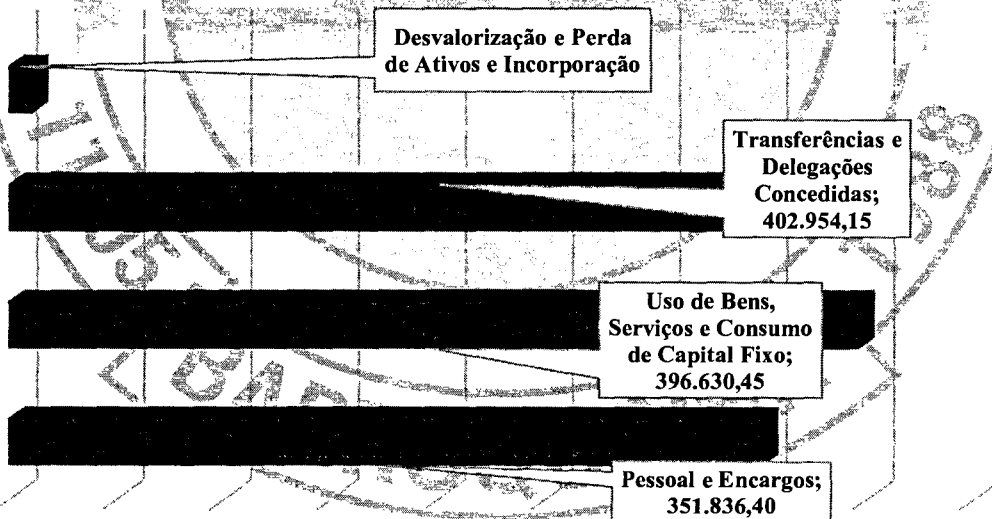 Desvalorização e Perda
de Ativos e Incorporação
Transferências e
Delegações
Concedidas;
402.954,15
Uso de Bens,
Serviços e Consumo
de Capital Fixo;
396.630,45
Pessoal e Encargos;
351.836,40